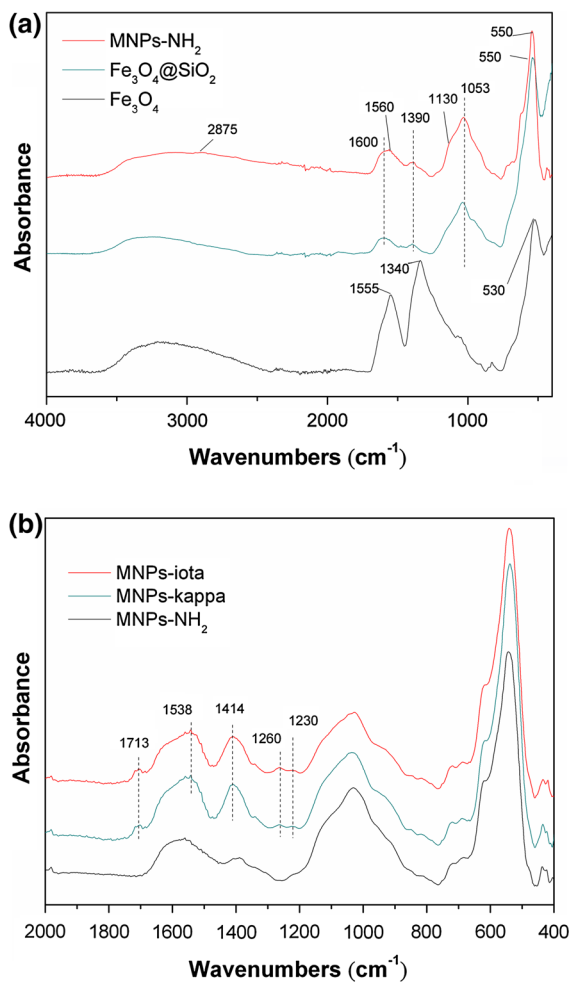 (a)
MNPs-NH₂
Fe₃O₄@SiO₂
Fe₃O₄
550
550
2875
1600
1560
1390
1130
1053
1555
1340
530
Absorbance
4000 3000 2000 1000
Wavenumbers (cm⁻¹)
(b)
MNPs-iota
MNPs-kappa
MNPs-NH₂
1713
1538
1414
1260
1230
Absorbance
2000 1800 1600 1400 1200 1000 800 600 400
Wavenumbers (cm⁻¹)